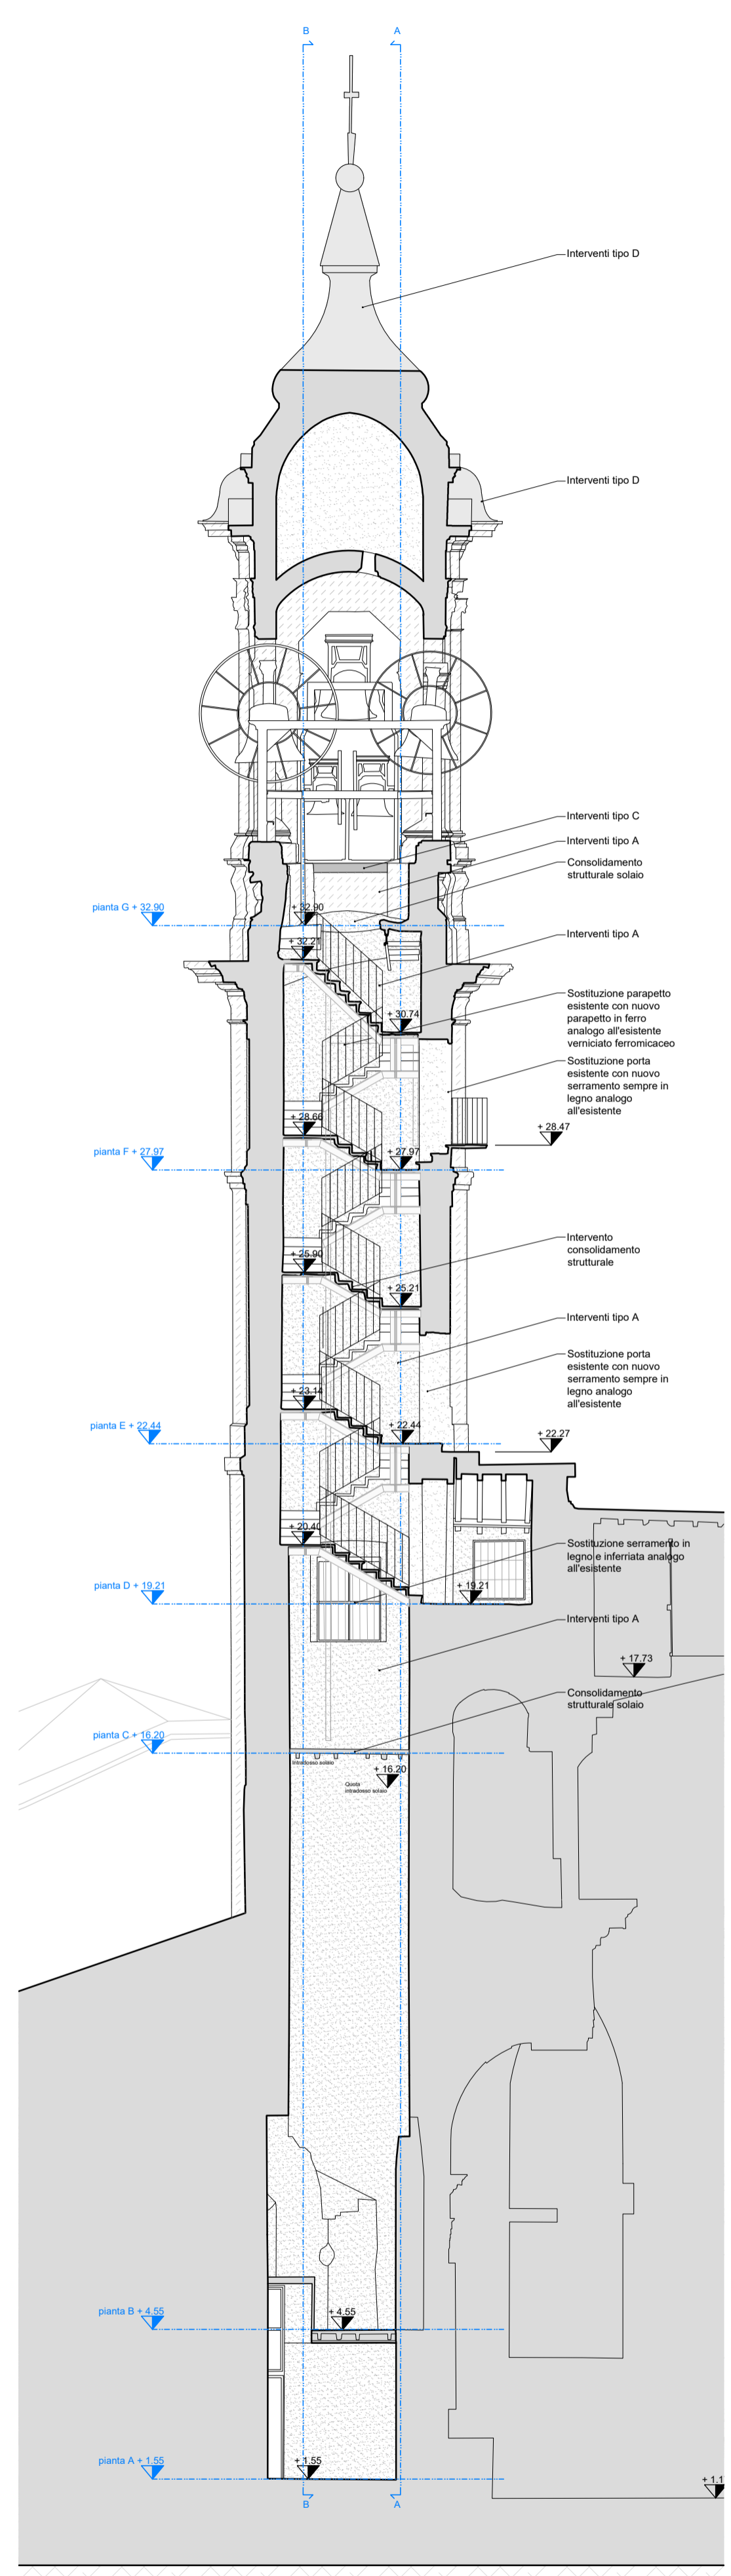 B
A
Interventi tipo D
Interventi tipo D
Interventi tipo C
Interventi tipo A
Consolidamento
strutturale solaio
pianta G + 32.90
+ 32.90
Interventi tipo A
+ 32.21
Sostituzione parapetto
esistente con nuovo
parapetto in ferro
analogo all'esistente
verniciato ferromicaceo
+ 30.74
Sostituzione porta
esistente con nuovo
serramento sempre in
legno analogo
all'esistente
+ 28.66
+ 28.47
pianta F + 27.97
+ 27.97
Intervento
consolidamento
strutturale
+ 25.90
+ 25.21
Interventi tipo A
Sostituzione porta
esistente con nuovo
serramento sempre in
legno analogo
all'esistente
+ 23.14
pianta E + 22.44
+ 22.44
+ 22.27
+ 20.40
Sostituzione serramento in
legno e inferriata analogo
all'esistente
pianta D + 19.21
+ 19.21
Interventi tipo A
+ 17.73
Consolidamento
strutturale solaio
pianta C + 16.20
Intradosso solaio
+ 16.20
Quota
intradosso solaio
pianta B + 4.55
+ 4.55
pianta A + 1.55
+ 1.55
B
A